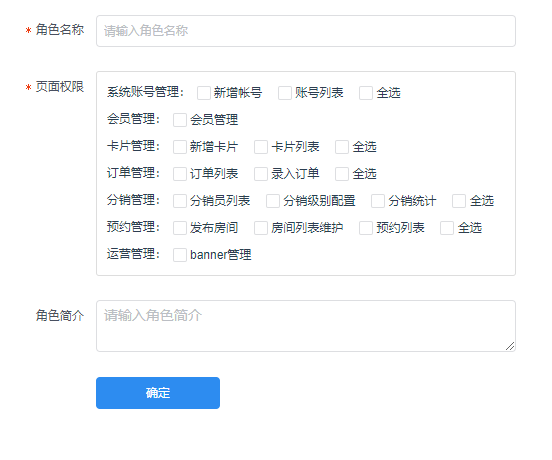 * 角色名称 请输入角色名称
* 页面权限
系统账号管理: 新增帐号 账号列表 全选
会员管理: 会员管理
卡片管理: 新增卡片 卡片列表 全选
订单管理: 订单列表 录入订单 全选
分销管理: 分销员列表 分销级别配置 分销统计 全选
预约管理: 发布房间 房间列表维护 预约列表 全选
运营管理: banner管理
角色简介 请输入角色简介
确定